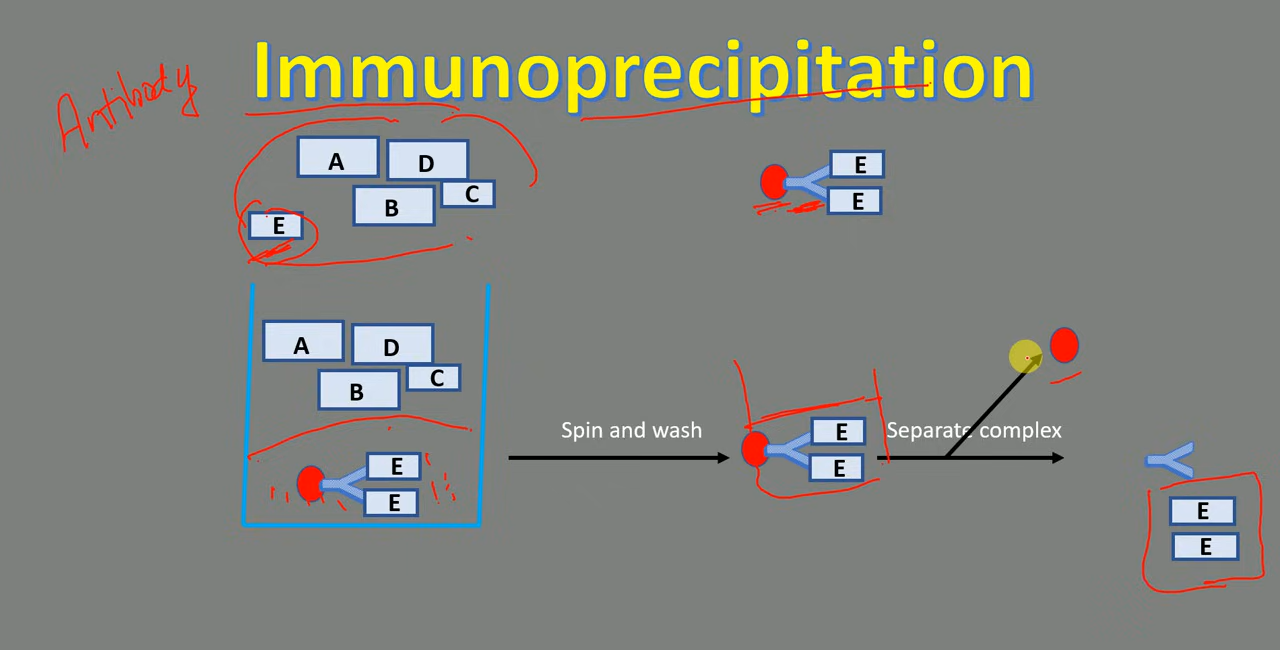 Immunoprecipitation
Antibody
A
D
E
C
B
E
E
A
D
C
B
Spin and wash
E
Separate complex
E
E
E
E
E